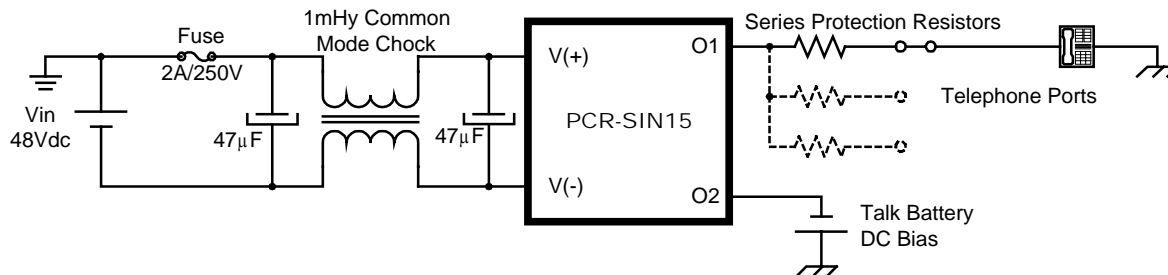 1mHy Common
Mode Chock
Fuse
2A/250V
Vin
48Vdc
47μF
47μF
V(+)
V(-)
PCR-SIN15
O1
O2
Series Protection Resistors
Telephone Ports
Talk Battery
DC Bias